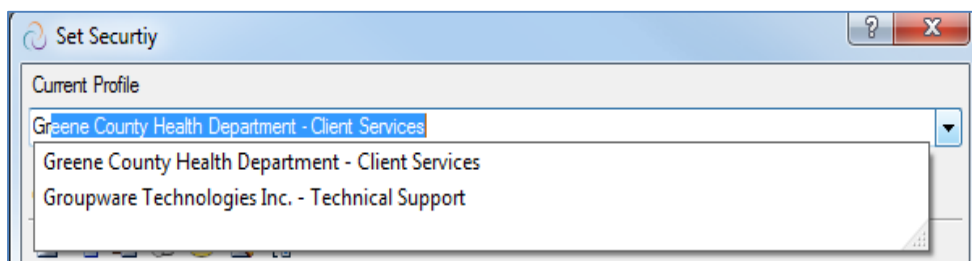 Set Securtiy
Current Profile
Greene County Health Department - Client Services
Greene County Health Department - Client Services
Groupware Technologies Inc. - Technical Support